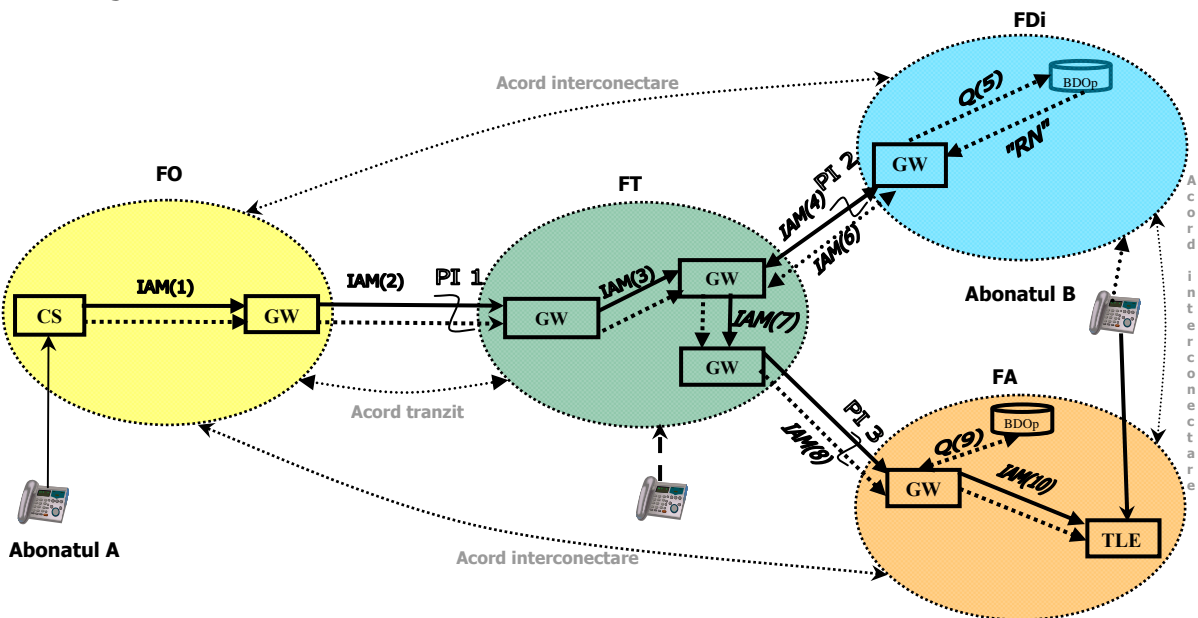 FDi
Acord interconectare
Q(5)
BDOp
"RN"
GW
PI 2
FO
FT
IAM(4)
IAM(6)
Acord interconectare
IAM(1)
IAM(2)
PI 1
IAM(3)
GW
Abonatul B
CS
GW
GW
IAM(7)
GW
FA
Acord tranzit
PI 3
BDOp
IAM(8)
Q(9)
GW
IAM(10)
TLE
Abonatul A
Acord interconectare